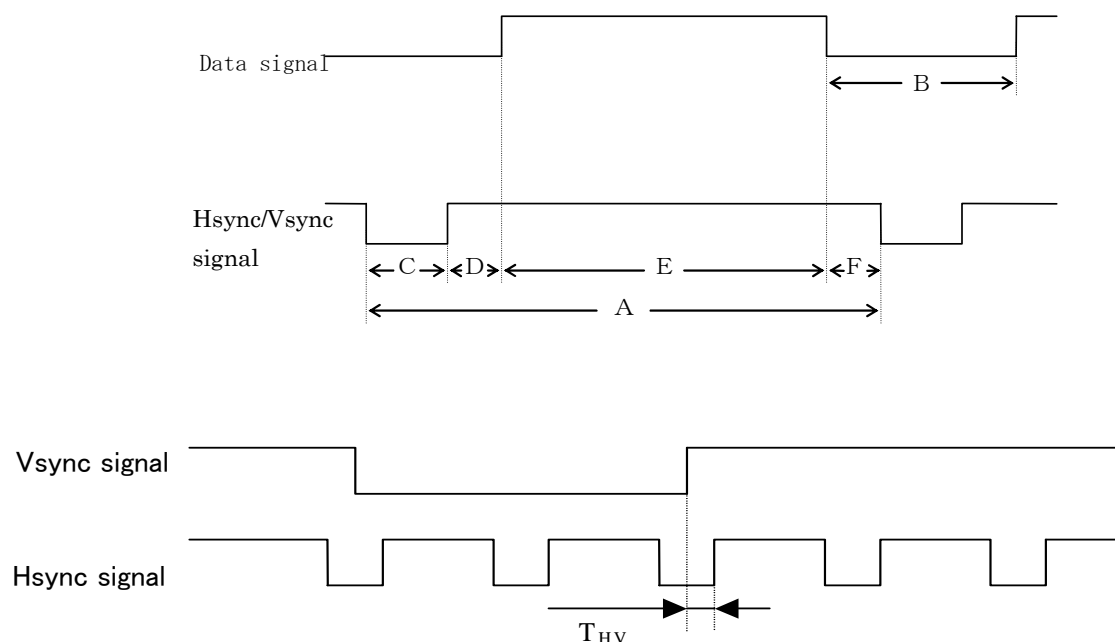 Data signal
B
Hsync/Vsync
signal
C D E F
A
Vsync signal
Hsync signal
THV